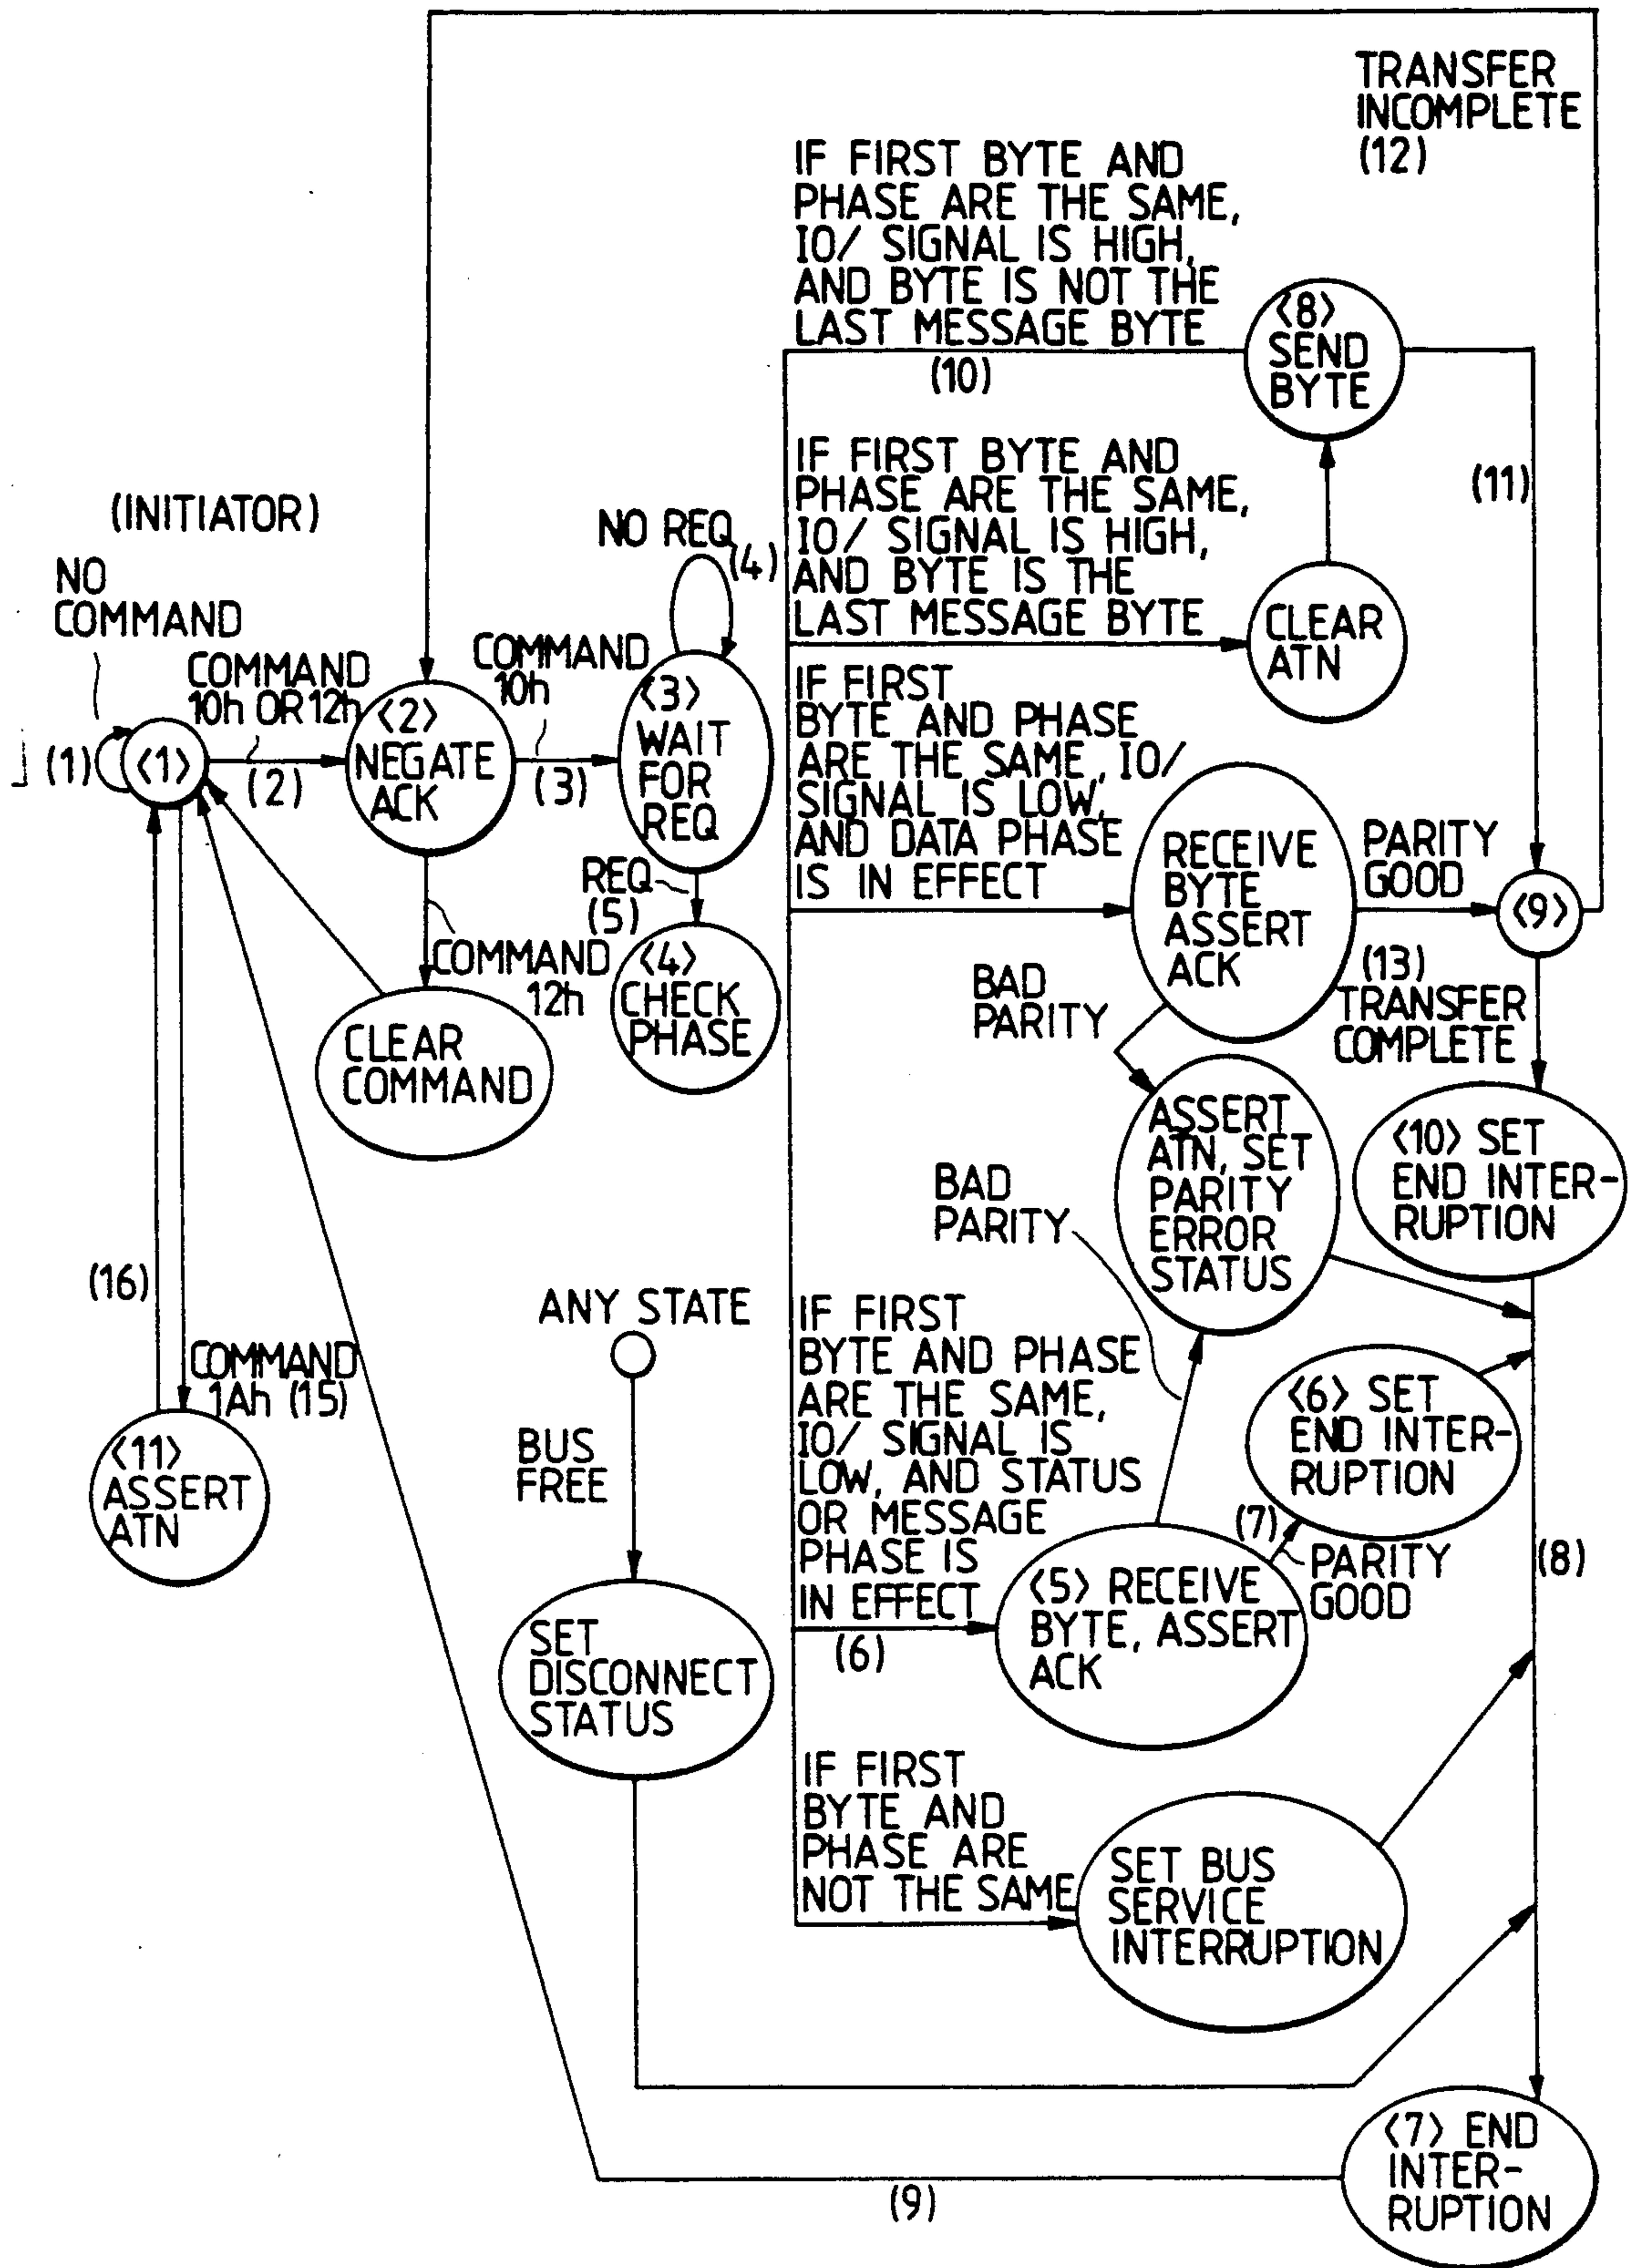 TRANSFER
INCOMPLETE
(12)
IF FIRST BYTE AND
PHASE ARE THE SAME,
IO/ SIGNAL IS HIGH,
AND BYTE IS NOT THE
LAST MESSAGE BYTE
(10)
<8>
SEND
BYTE
(11)
IF FIRST BYTE AND
PHASE ARE THE SAME,
IO/ SIGNAL IS HIGH,
AND BYTE IS THE
LAST MESSAGE BYTE
CLEAR
ATN
(INITIATOR)
NO
COMMAND
(1)
<1>
COMMAND
10h OR 12h
(2)
<2>
NEGATE
ACK
COMMAND
10h
(3)
NO REQ
(4)
<3>
WAIT
FOR
REQ
REQ
(5)
<4>
CHECK
PHASE
COMMAND
12h
CLEAR
COMMAND
IF FIRST
BYTE AND PHASE
ARE THE SAME, IO/
SIGNAL IS LOW,
AND DATA PHASE
IS IN EFFECT
RECEIVE
BYTE
ASSERT
ACK
PARITY
GOOD
<9>
(13)
TRANSFER
COMPLETE
BAD
PARITY
ASSERT
ATN, SET
PARITY
ERROR
STATUS
<10> SET
END INTER-
RUPTION
BAD
PARITY
(16)
COMMAND
1Ah (15)
<11>
ASSERT
ATN
ANY STATE
BUS
FREE
SET
DISCONNECT
STATUS
IF FIRST
BYTE AND PHASE
ARE THE SAME,
IO/ SIGNAL IS
LOW, AND STATUS
OR MESSAGE
PHASE IS
IN EFFECT
(6)
<5> RECEIVE
BYTE, ASSERT
ACK
(7)
PARITY
GOOD
<6> SET
END INTER-
RUPTION
(8)
IF FIRST
BYTE AND
PHASE ARE
NOT THE SAME
SET BUS
SERVICE
INTERRUPTION
<7> END
INTER-
RUPTION
(9)